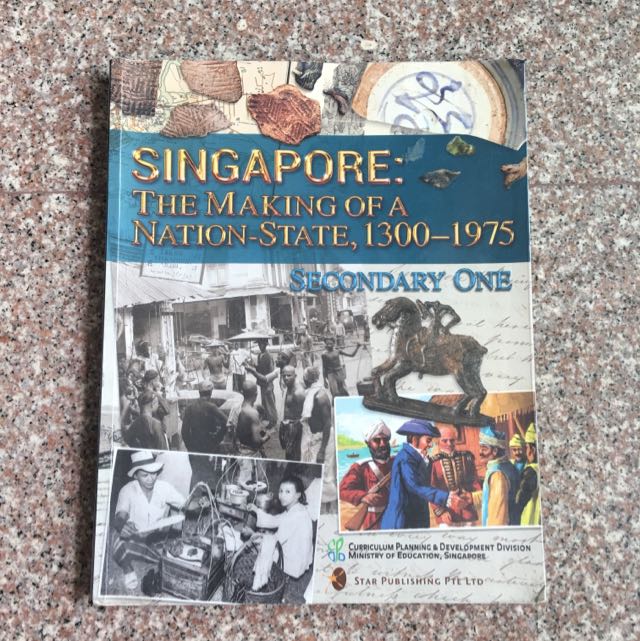 SINGAPORE:
THE MAKING OF A
NATION-STATE, 1300–1975
SECONDARY ONE
CURRICULUM PLANNING & DEVELOPMENT DIVISION
MINISTRY OF EDUCATION, SINGAPORE
STAR PUBLISHING PTE LTD